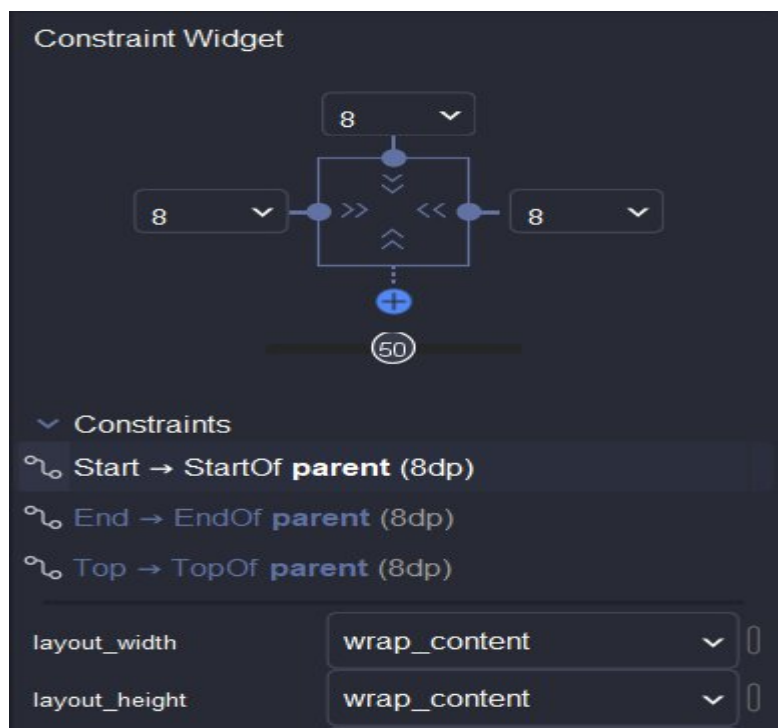 Constraint Widget
8
8
8
50
Constraints
Start → StartOf parent (8dp)
End → EndOf parent (8dp)
Top → TopOf parent (8dp)
layout_width wrap_content
layout_height wrap_content